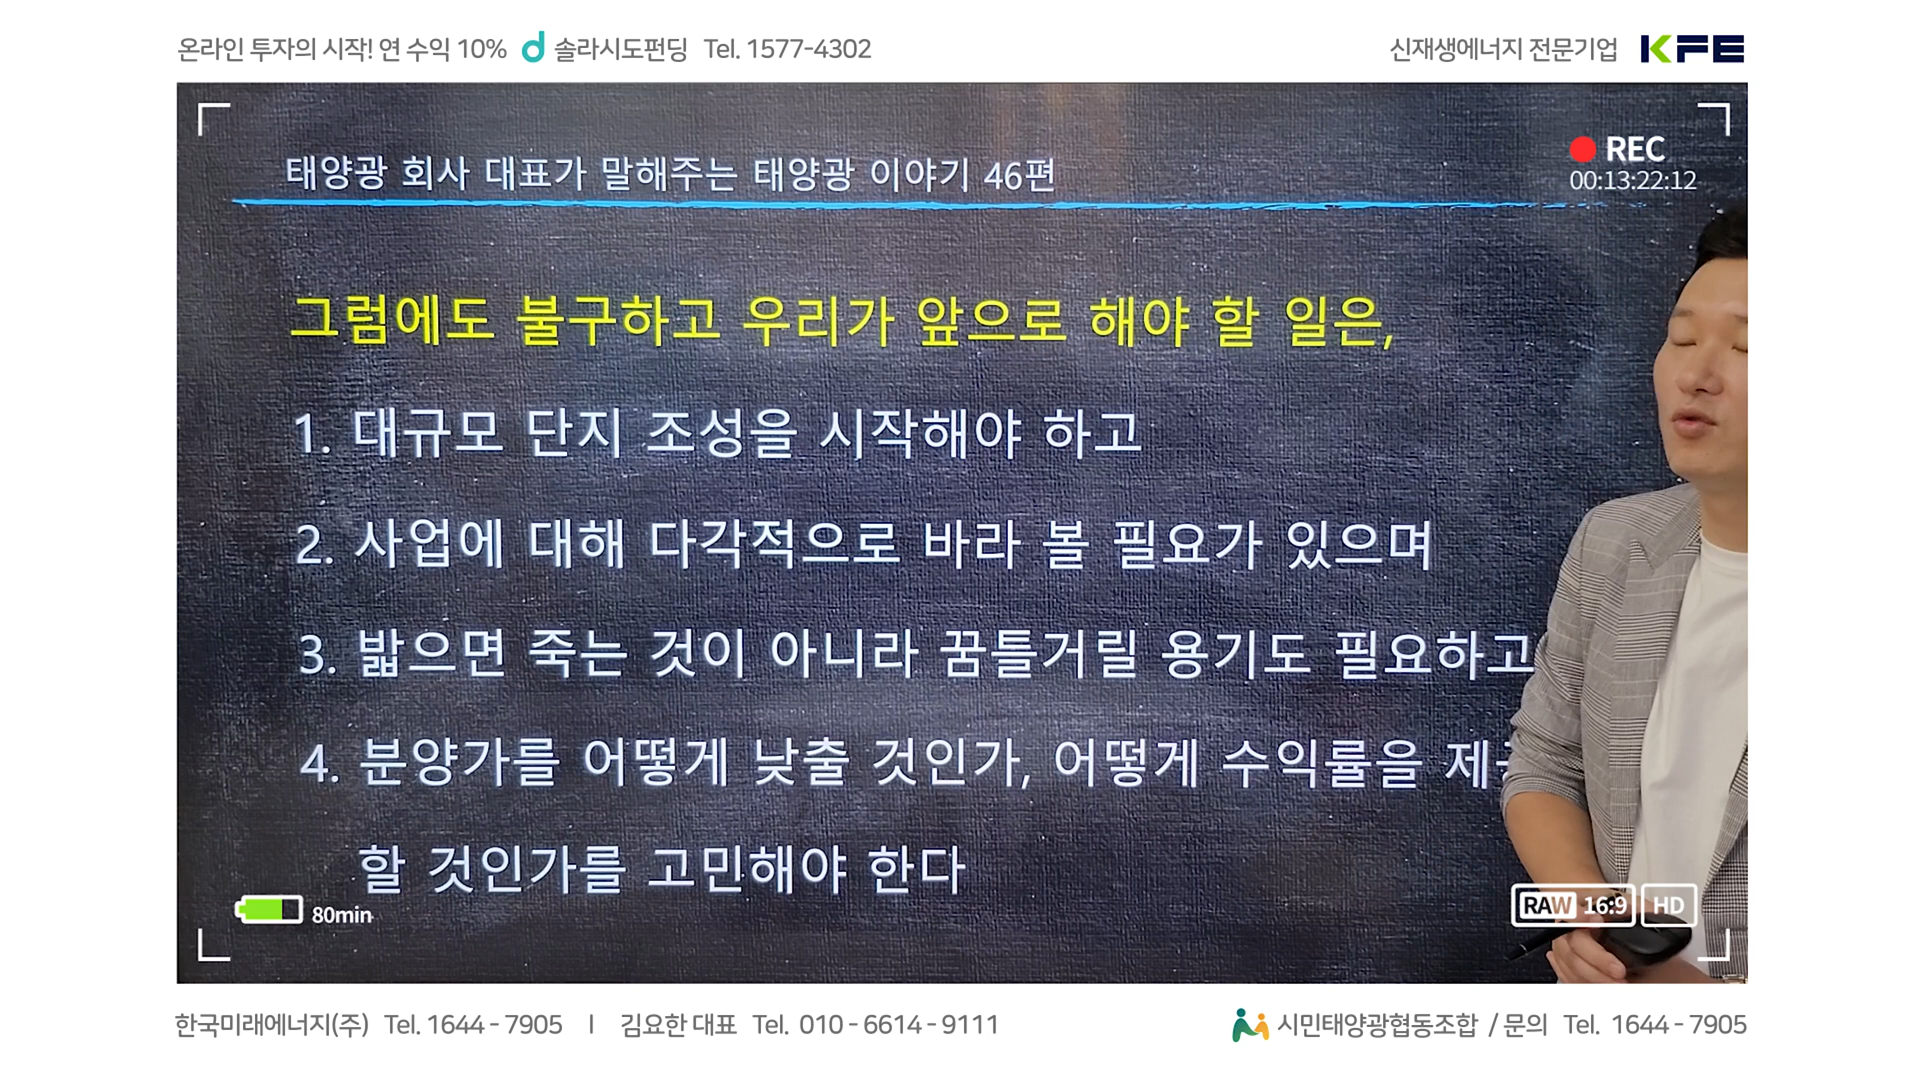 온라인 투자의 시작! 연 수익 10% 솔라시도펀딩 Tel. 1577-4302
신재생에너지 전문기업 KFE
REC
00:13:22:12
태양광 회사 대표가 말해주는 태양광 이야기 46편
그럼에도 불구하고 우리가 앞으로 해야 할 일은,
1. 대규모 단지 조성을 시작해야 하고
2. 사업에 대해 다각적으로 바라 볼 필요가 있으며
3. 밟으면 죽는 것이 아니라 꿈틀거릴 용기도 필요하고
4. 분양가를 어떻게 낮출 것인가, 어떻게 수익률을
할 것인가를 고민해야 한다
80min
RAW 16:9 HD
한국미래에너지(주) Tel. 1644 - 7905 I 김요한 대표 Tel. 010 - 6614 - 9111
시민태양광협동조합 / 문의 Tel. 1644 - 7905